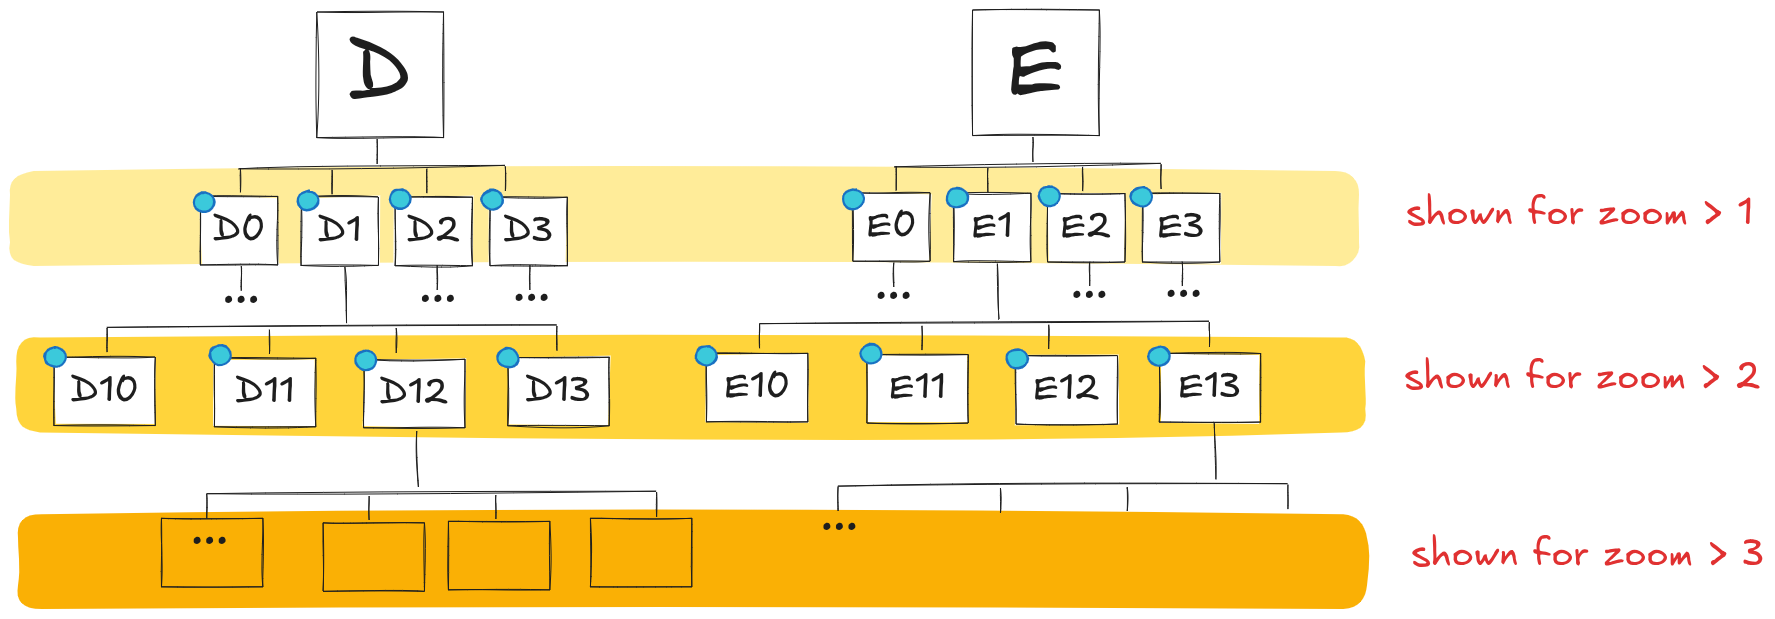 D
E
D0 D1 D2 D3
E0 E1 E2 E3
shown for zoom > 1
... ... ...
... ... ...
D10 D11 D12 D13
E10 E11 E12 E13
shown for zoom > 2
...
...
shown for zoom > 3